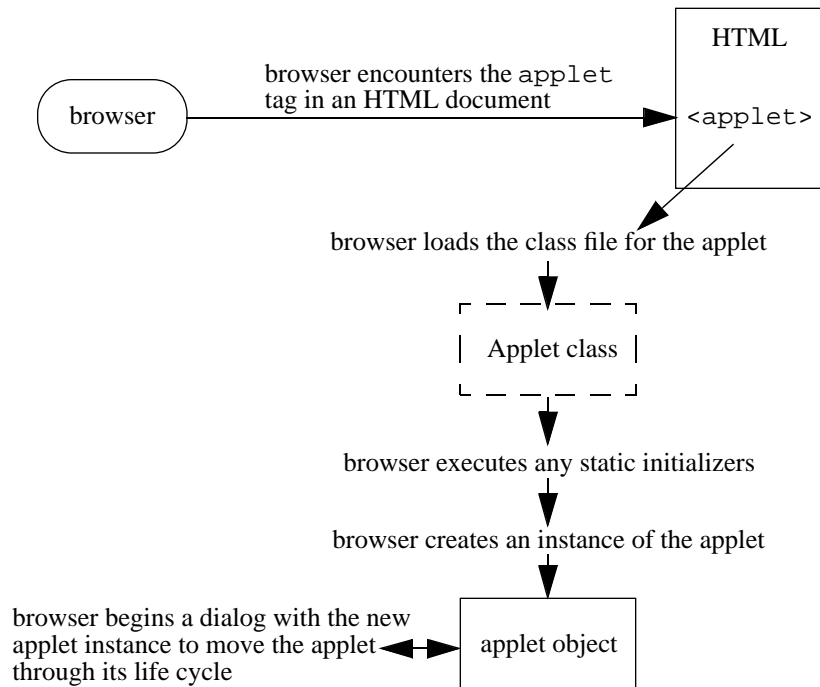 HTML
browser encounters the applet
tag in an HTML document
browser
<applet>
browser loads the class file for the applet
Applet class
browser executes any static initializers
browser creates an instance of the applet
browser begins a dialog with the new
applet instance to move the applet
through its life cycle
applet object